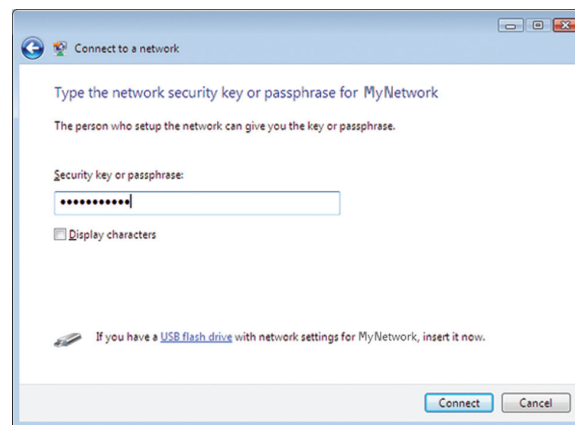 Connect to a network
Type the network security key or passphrase for MyNetwork
The person who setup the network can give you the key or passphrase.
Security key or passphrase:
•••••••••••
Display characters
If you have a USB flash drive with network settings for MyNetwork, insert it now.
Connect Cancel